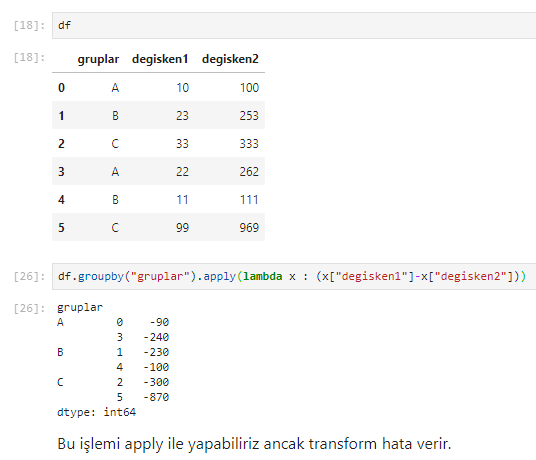 [18]: df
[18]: gruplar degisken1 degisken2
0 A 10 100
1 B 23 253
2 C 33 333
3 A 22 262
4 B 11 111
5 C 99 969
[26]: df.groupby("gruplar").apply(lambda x : (x["degisken1"]-x["degisken2"]))
[26]: gruplar
A 0 -90
3 -240
B 1 -230
4 -100
C 2 -300
5 -870
dtype: int64
Bu işlemi apply ile yapabiliriz ancak transform hata verir.